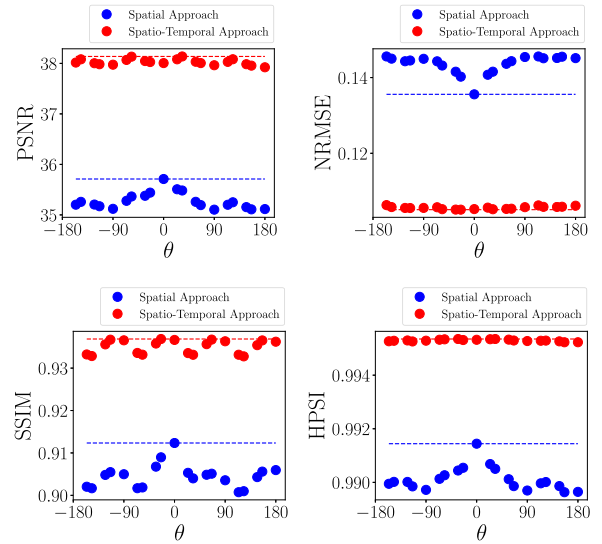 Spatial Approach
Spatio-Temporal Approach
38
37
36
35
PSNR
−180
−90
0
90
180
θ
Spatial Approach
Spatio-Temporal Approach
0.14
0.12
NRMSE
−180
−90
0
90
180
θ
Spatial Approach
Spatio-Temporal Approach
0.93
0.92
0.91
0.90
SSIM
−180
−90
0
90
180
θ
Spatial Approach
Spatio-Temporal Approach
0.994
0.992
0.990
HPSI
−180
−90
0
90
180
θ